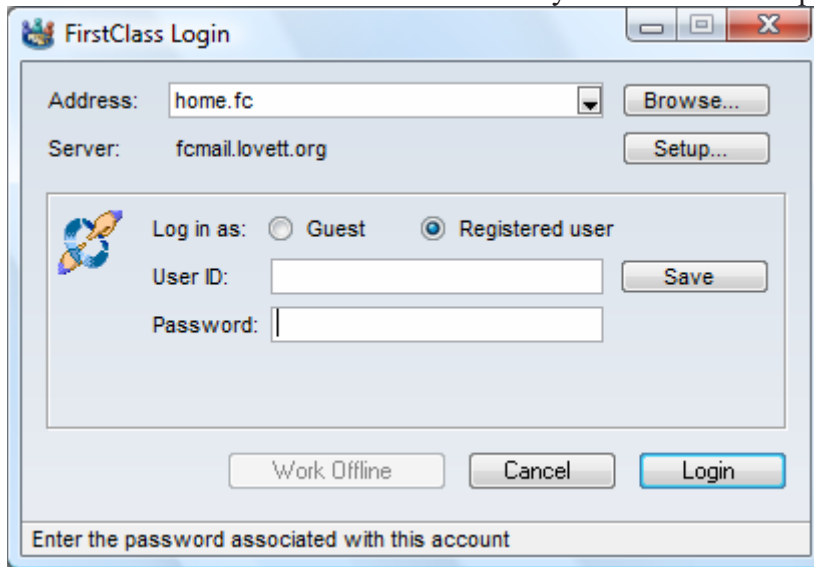 FirstClass Login
Address: home.fc Browse...
Server: fcmail.lovett.org Setup...
Log in as: Guest Registered user
User ID: Save
Password:
Work Offline Cancel Login
Enter the password associated with this account